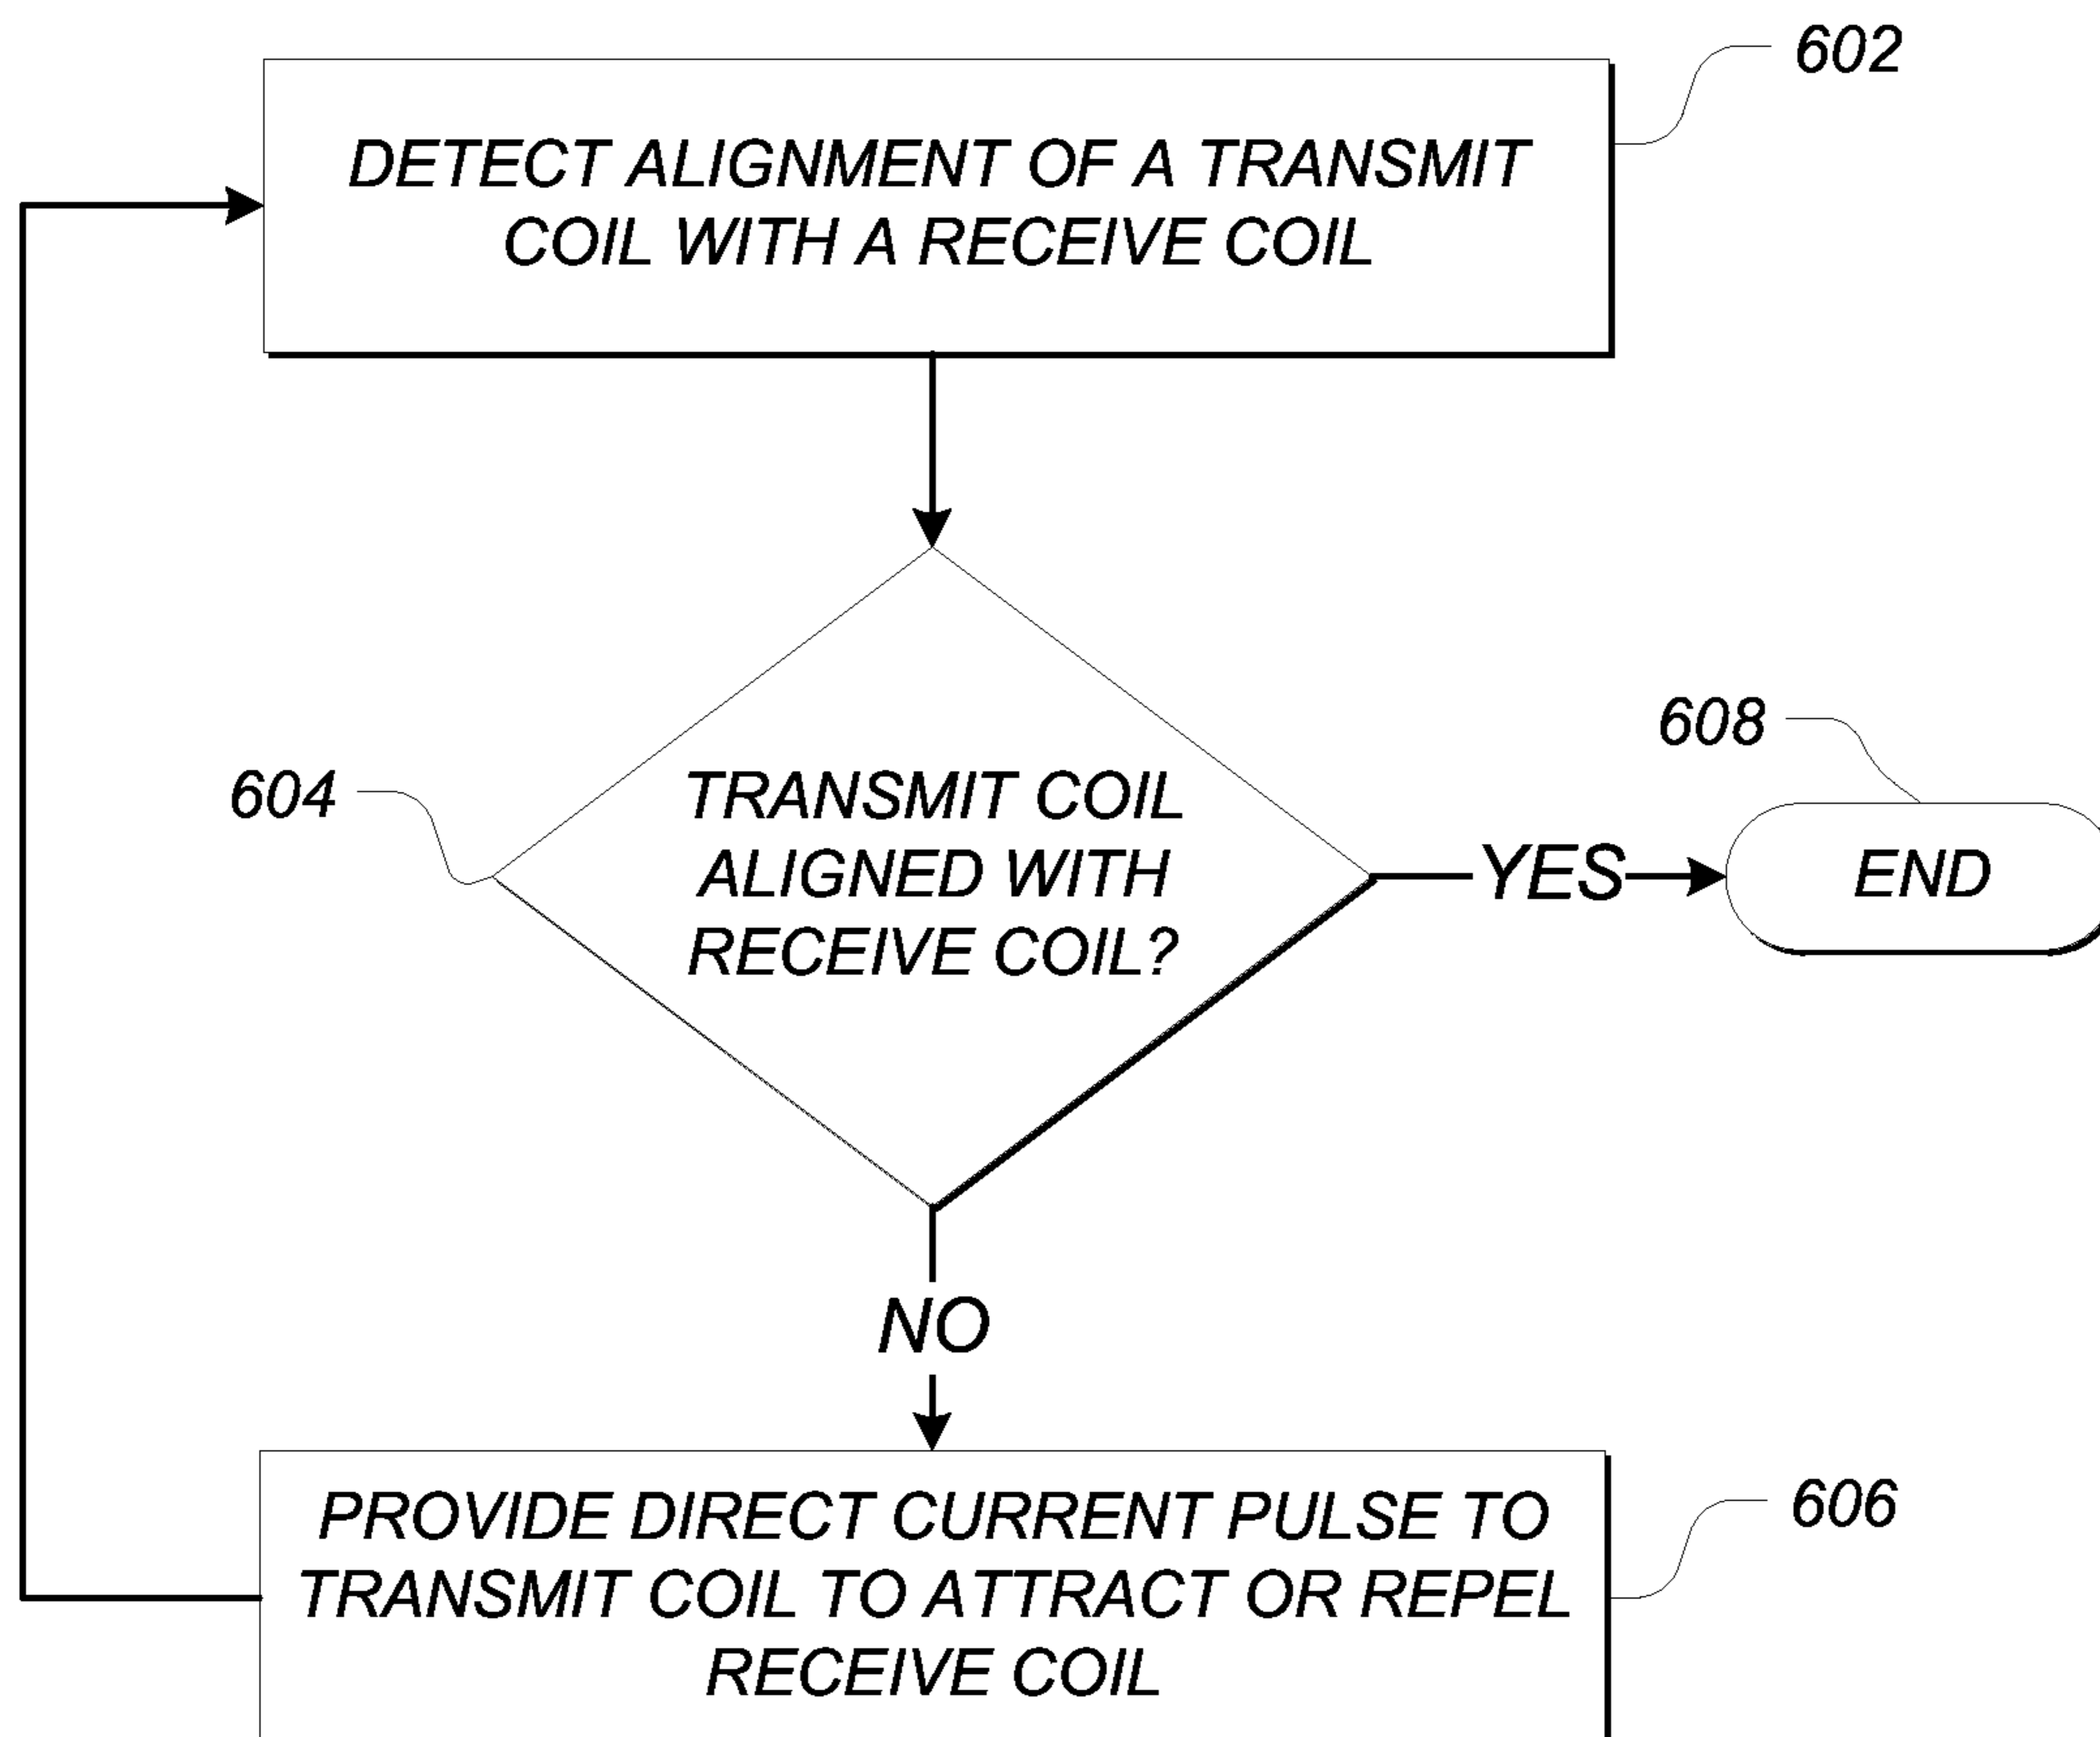 602
DETECT ALIGNMENT OF A TRANSMIT
COIL WITH A RECEIVE COIL
604
TRANSMIT COIL
ALIGNED WITH
RECEIVE COIL?
YES
608
END
NO
606
PROVIDE DIRECT CURRENT PULSE TO
TRANSMIT COIL TO ATTRACT OR REPEL
RECEIVE COIL